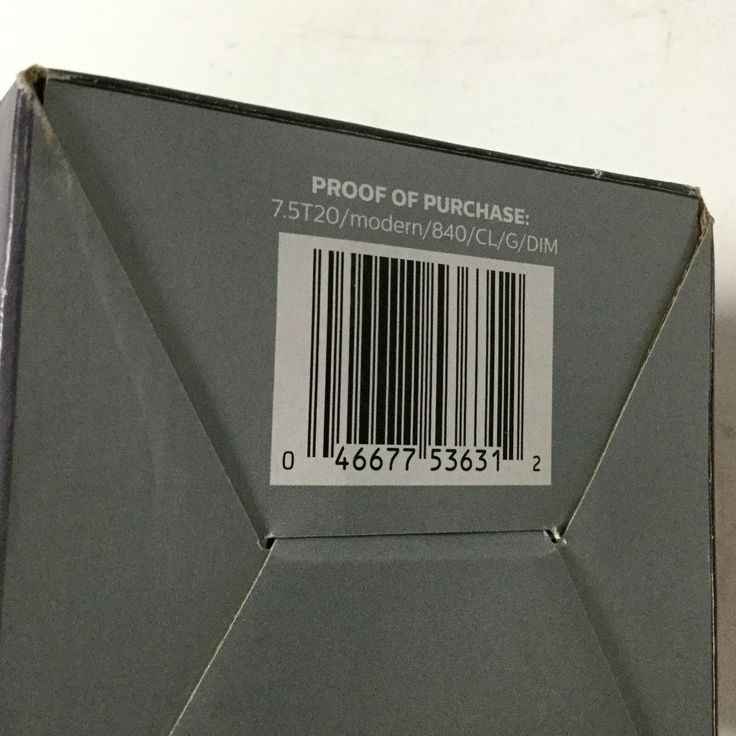 PROOF OF PURCHASE:
7.5T20/modern/840/CL/G/DIM
0 46677 53631 2